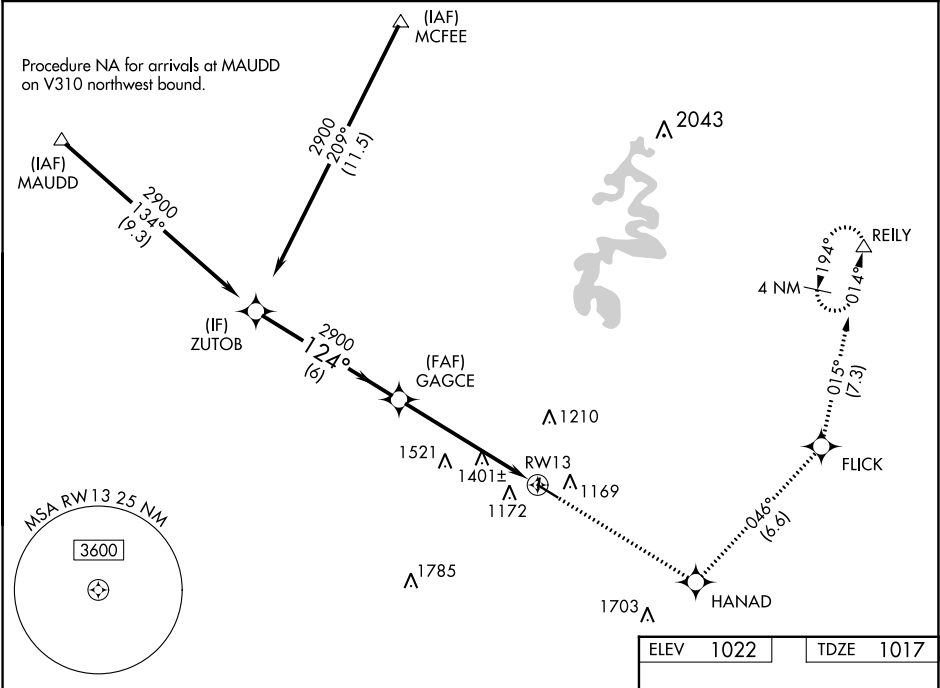 (IAF)
MCFEE
Procedure NA for arrivals at MAUDD
on V310 northwest bound.
2900
209°
(11.5)
2043
(IAF)
MAUDD
2900
134°
(9.3)
REILY
194°
014°
4 NM
(IF)
ZUTOB
2900
124°
(6)
(FAF)
GAGCE
015°
(7.3)
1210
1521
1401±
RW13
FLICK
1169
1172
046°
(6.6)
MSA RW13 25 NM
3600
1785
HANAD
1703
ELEV 1022
TDZE 1017